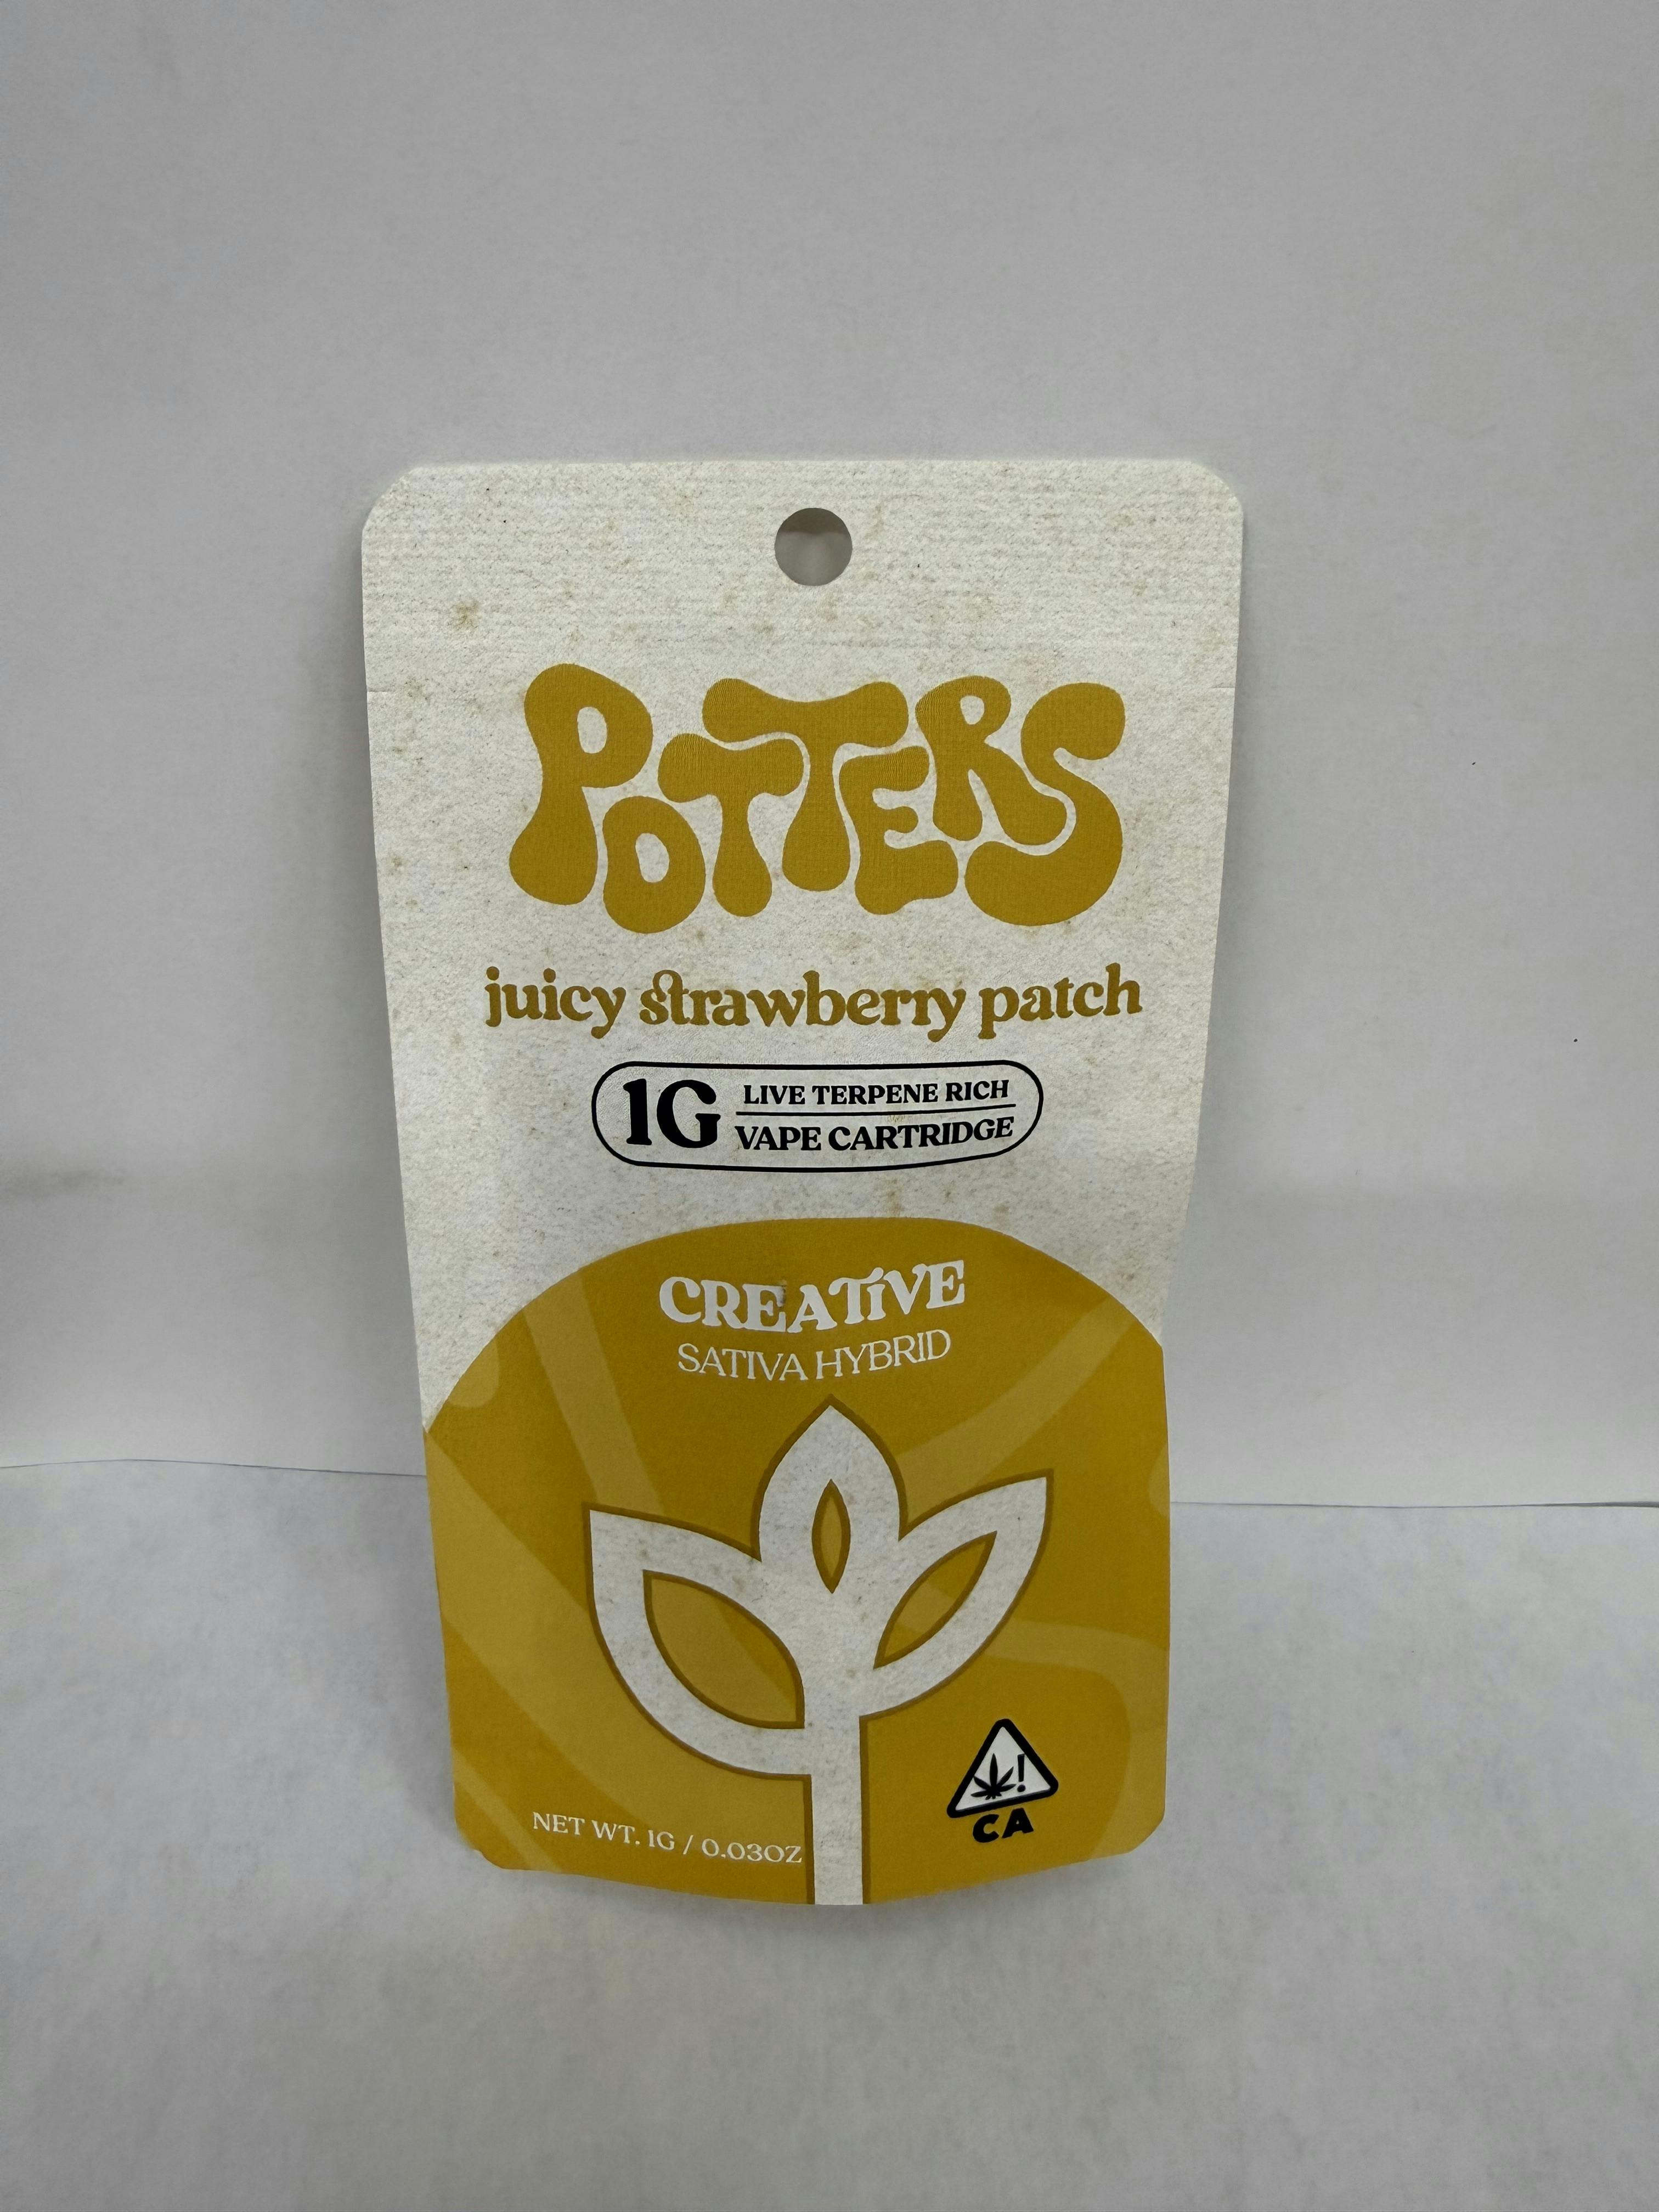 POTTERS
juicy strawberry patch
1G LIVE TERPENE RICH
VAPE CARTRIDGE
CREATiVE
SATIVA HYBRID
!
CA
NET WT. 1G / 0.03OZ